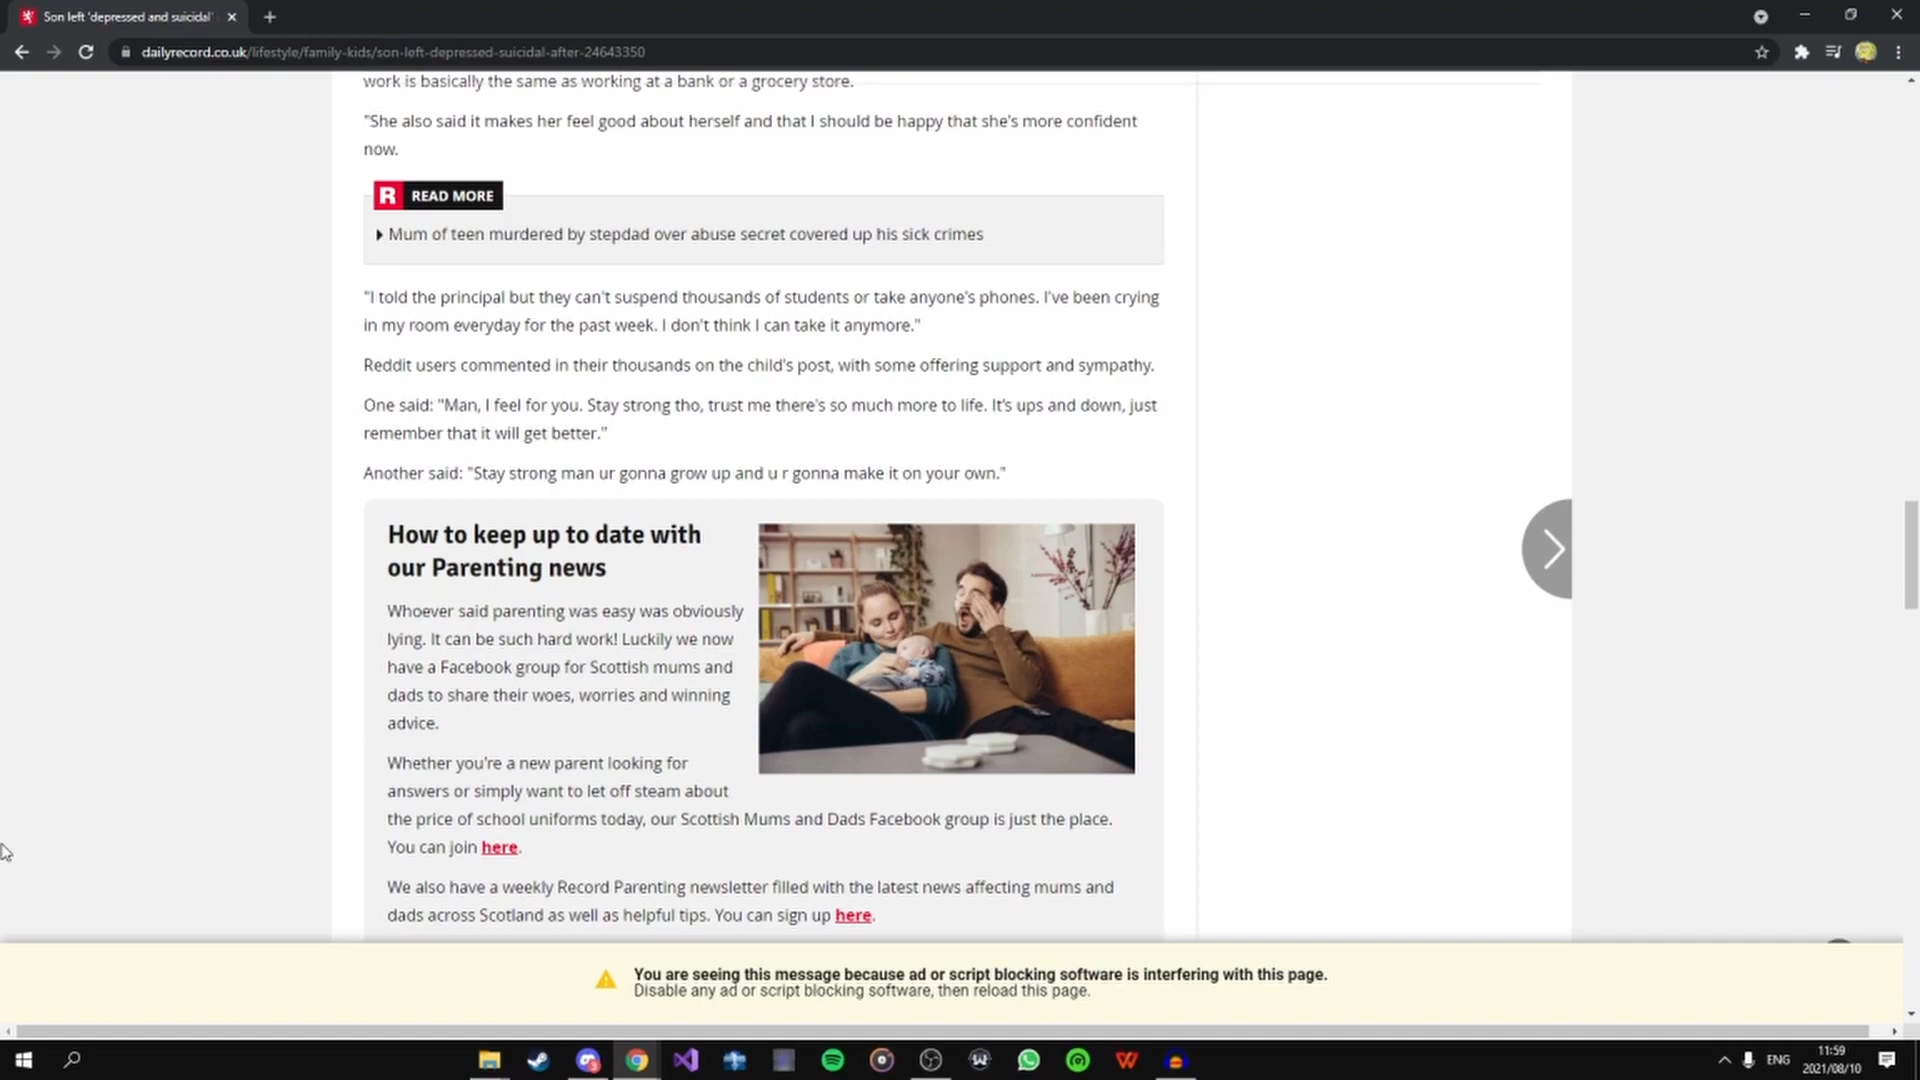 Son left 'depressed and suicidal'
dailyrecord.co.uk/lifestyle/family-kids/son-left-depressed-suicidal-after-24643350
work is basically the same as working at a bank or a grocery store.
"She also said it makes her feel good about herself and that I should be happy that she's more confident
now.
R READ MORE
Mum of teen murdered by stepdad over abuse secret covered up his sick crimes
"I told the principal but they can't suspend thousands of students or take anyone's phones. I've been crying
in my room everyday for the past week. I don't think I can take it anymore."
Reddit users commented in their thousands on the child's post, with some offering support and sympathy.
One said: "Man, I feel for you. Stay strong tho, trust me there's so much more to life. It's ups and down, just
remember that it will get better."
Another said: "Stay strong man ur gonna grow up and u r gonna make it on your own."
How to keep up to date with
our Parenting news
Whoever said parenting was easy was obviously
lying. It can be such hard work! Luckily we now
have a Facebook group for Scottish mums and
dads to share their woes, worries and winning
advice.
Whether you're a new parent looking for
answers or simply want to let off steam about
the price of school uniforms today, our Scottish Mums and Dads Facebook group is just the place.
You can join here.
We also have a weekly Record Parenting newsletter filled with the latest news affecting mums and
dads across Scotland as well as helpful tips. You can sign up here.
You are seeing this message because ad or script blocking software is interfering with this page.
Disable any ad or script blocking software, then reload this page.
ENG
11:59
2021/08/10